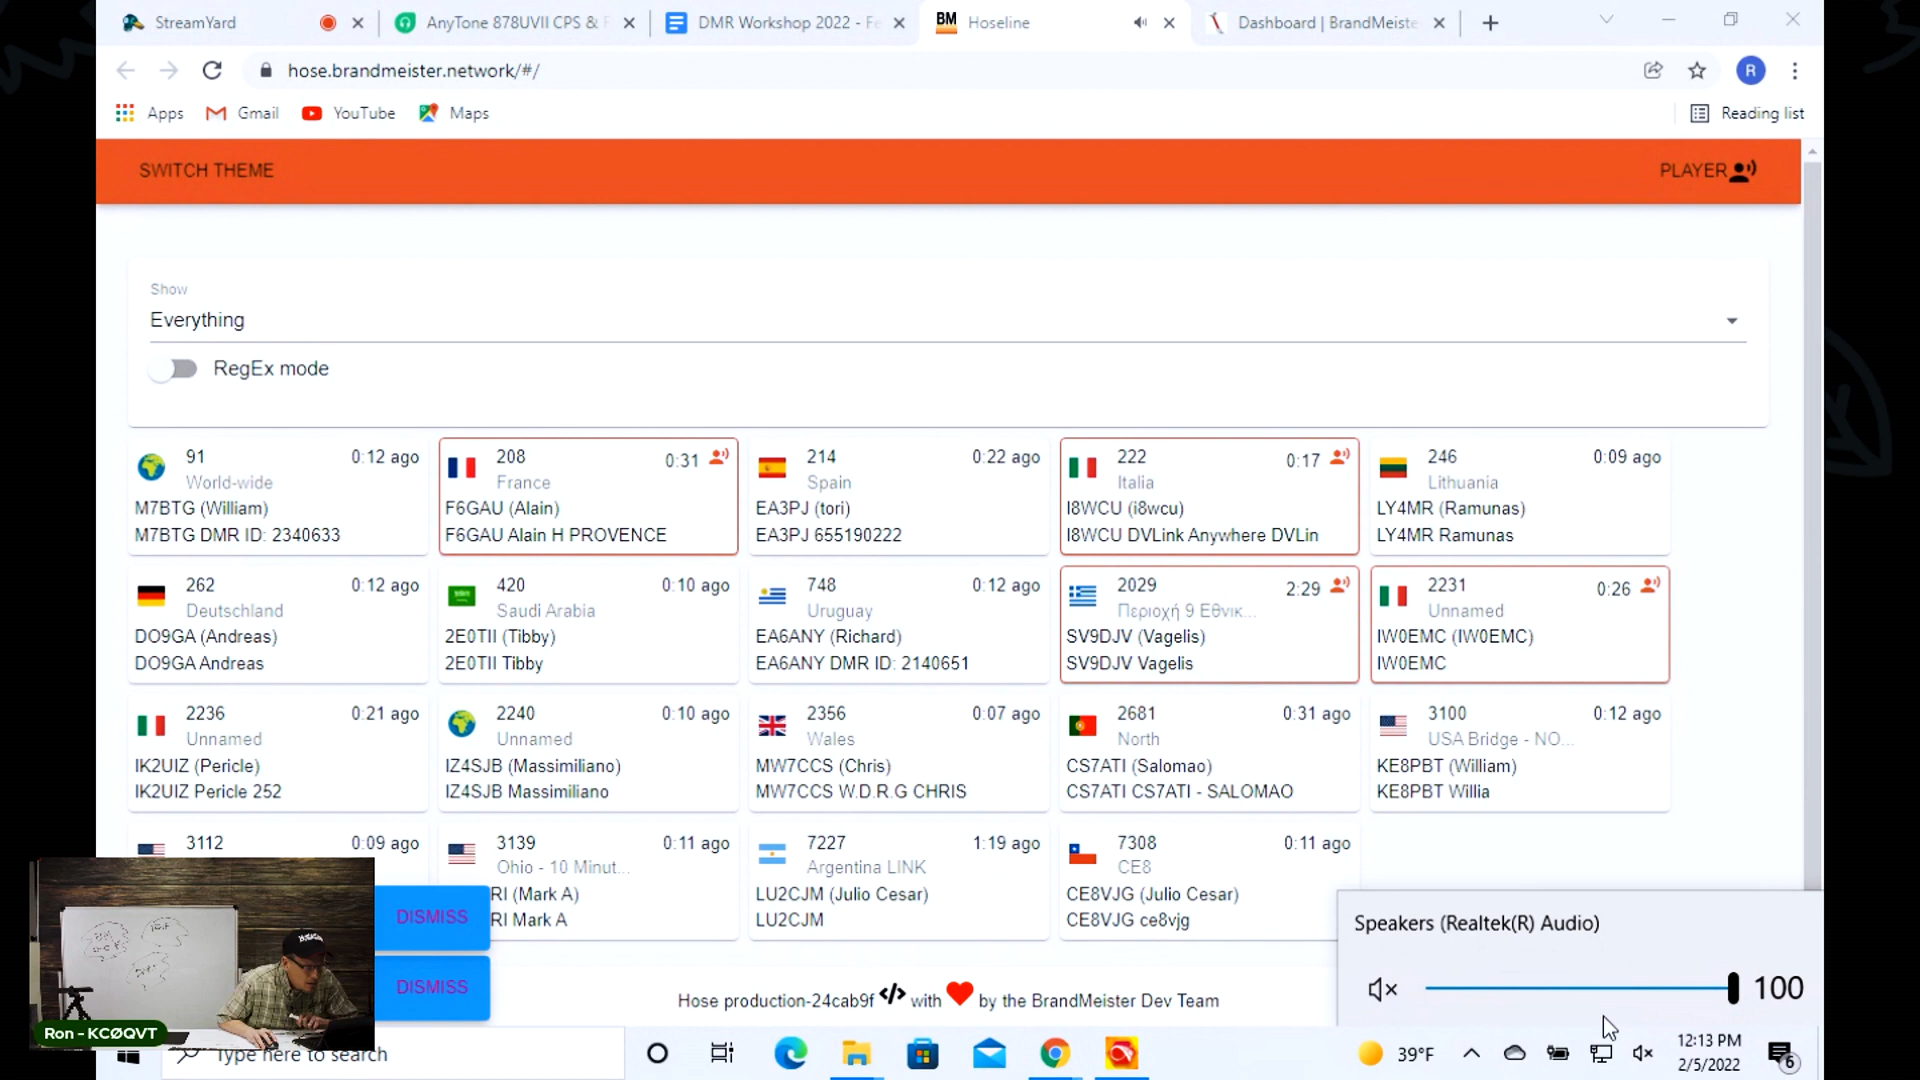 StreamYard
AnyTone 878UVII CPS & F
DMR Workshop 2022 - Fe
BM
Hoseline
Dashboard | BrandMeiste
hose.brandmeister.network/#/
R
Apps
Gmail
YouTube
Maps
Reading list
SWITCH THEME
PLAYER
Show
Everything
RegEx mode
91
0:12 ago
World-wide
M7BTG (William)
M7BTG DMR ID: 2340633
208
0:31
France
F6GAU (Alain)
F6GAU Alain H PROVENCE
214
0:22 ago
Spain
EA3PJ (tori)
EA3PJ 655190222
222
0:17
Italia
I8WCU (i8wcu)
I8WCU DVLink Anywhere DVLin
246
0:09 ago
Lithuania
LY4MR (Ramunas)
LY4MR Ramunas
262
0:12 ago
Deutschland
DO9GA (Andreas)
DO9GA Andreas
420
0:10 ago
Saudi Arabia
2E0TII (Tibby)
2E0TII Tibby
748
0:12 ago
Uruguay
EA6ANY (Richard)
EA6ANY DMR ID: 2140651
2029
2:29
Περιοχή 9 Εθνικ...
SV9DJV (Vagelis)
SV9DJV Vagelis
2231
0:26
Unnamed
IW0EMC (IW0EMC)
IW0EMC
2236
0:21 ago
Unnamed
IK2UIZ (Pericle)
IK2UIZ Pericle 252
2240
0:10 ago
Unnamed
IZ4SJB (Massimiliano)
IZ4SJB Massimiliano
2356
0:07 ago
Wales
MW7CCS (Chris)
MW7CCS W.D.R.G CHRIS
2681
0:31 ago
North
CS7ATI (Salomao)
CS7ATI CS7ATI - SALOMAO
3100
0:12 ago
USA Bridge - NO...
KE8PBT (William)
KE8PBT Willia
3112
0:09 ago
3139
0:11 ago
Ohio - 10 Minut...
RI (Mark A)
RI Mark A
7227
1:19 ago
Argentina LINK
LU2CJM (Julio Cesar)
LU2CJM
7308
0:11 ago
CE8
CE8VJG (Julio Cesar)
CE8VJG ce8vjg
DISMISS
DISMISS
Speakers (Realtek(R) Audio)
100
Hose production-24cab9f </> with by the BrandMeister Dev Team
Ron - KCØQVT
Type here to search
39°F
12:13 PM
2/5/2022
6